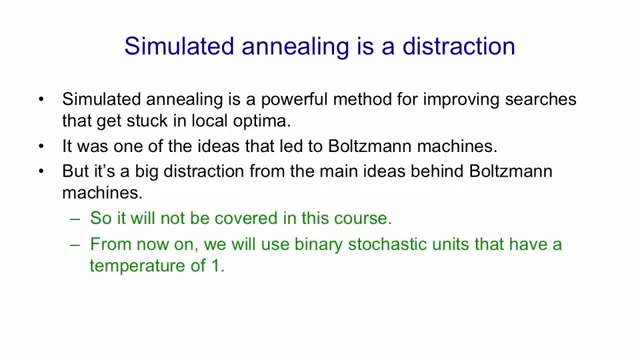 Simulated annealing is a distraction
• Simulated annealing is a powerful method for improving searches
that get stuck in local optima.
• It was one of the ideas that led to Boltzmann machines.
• But it's a big distraction from the main ideas behind Boltzmann
machines.
– So it will not be covered in this course.
– From now on, we will use binary stochastic units that have a
temperature of 1.